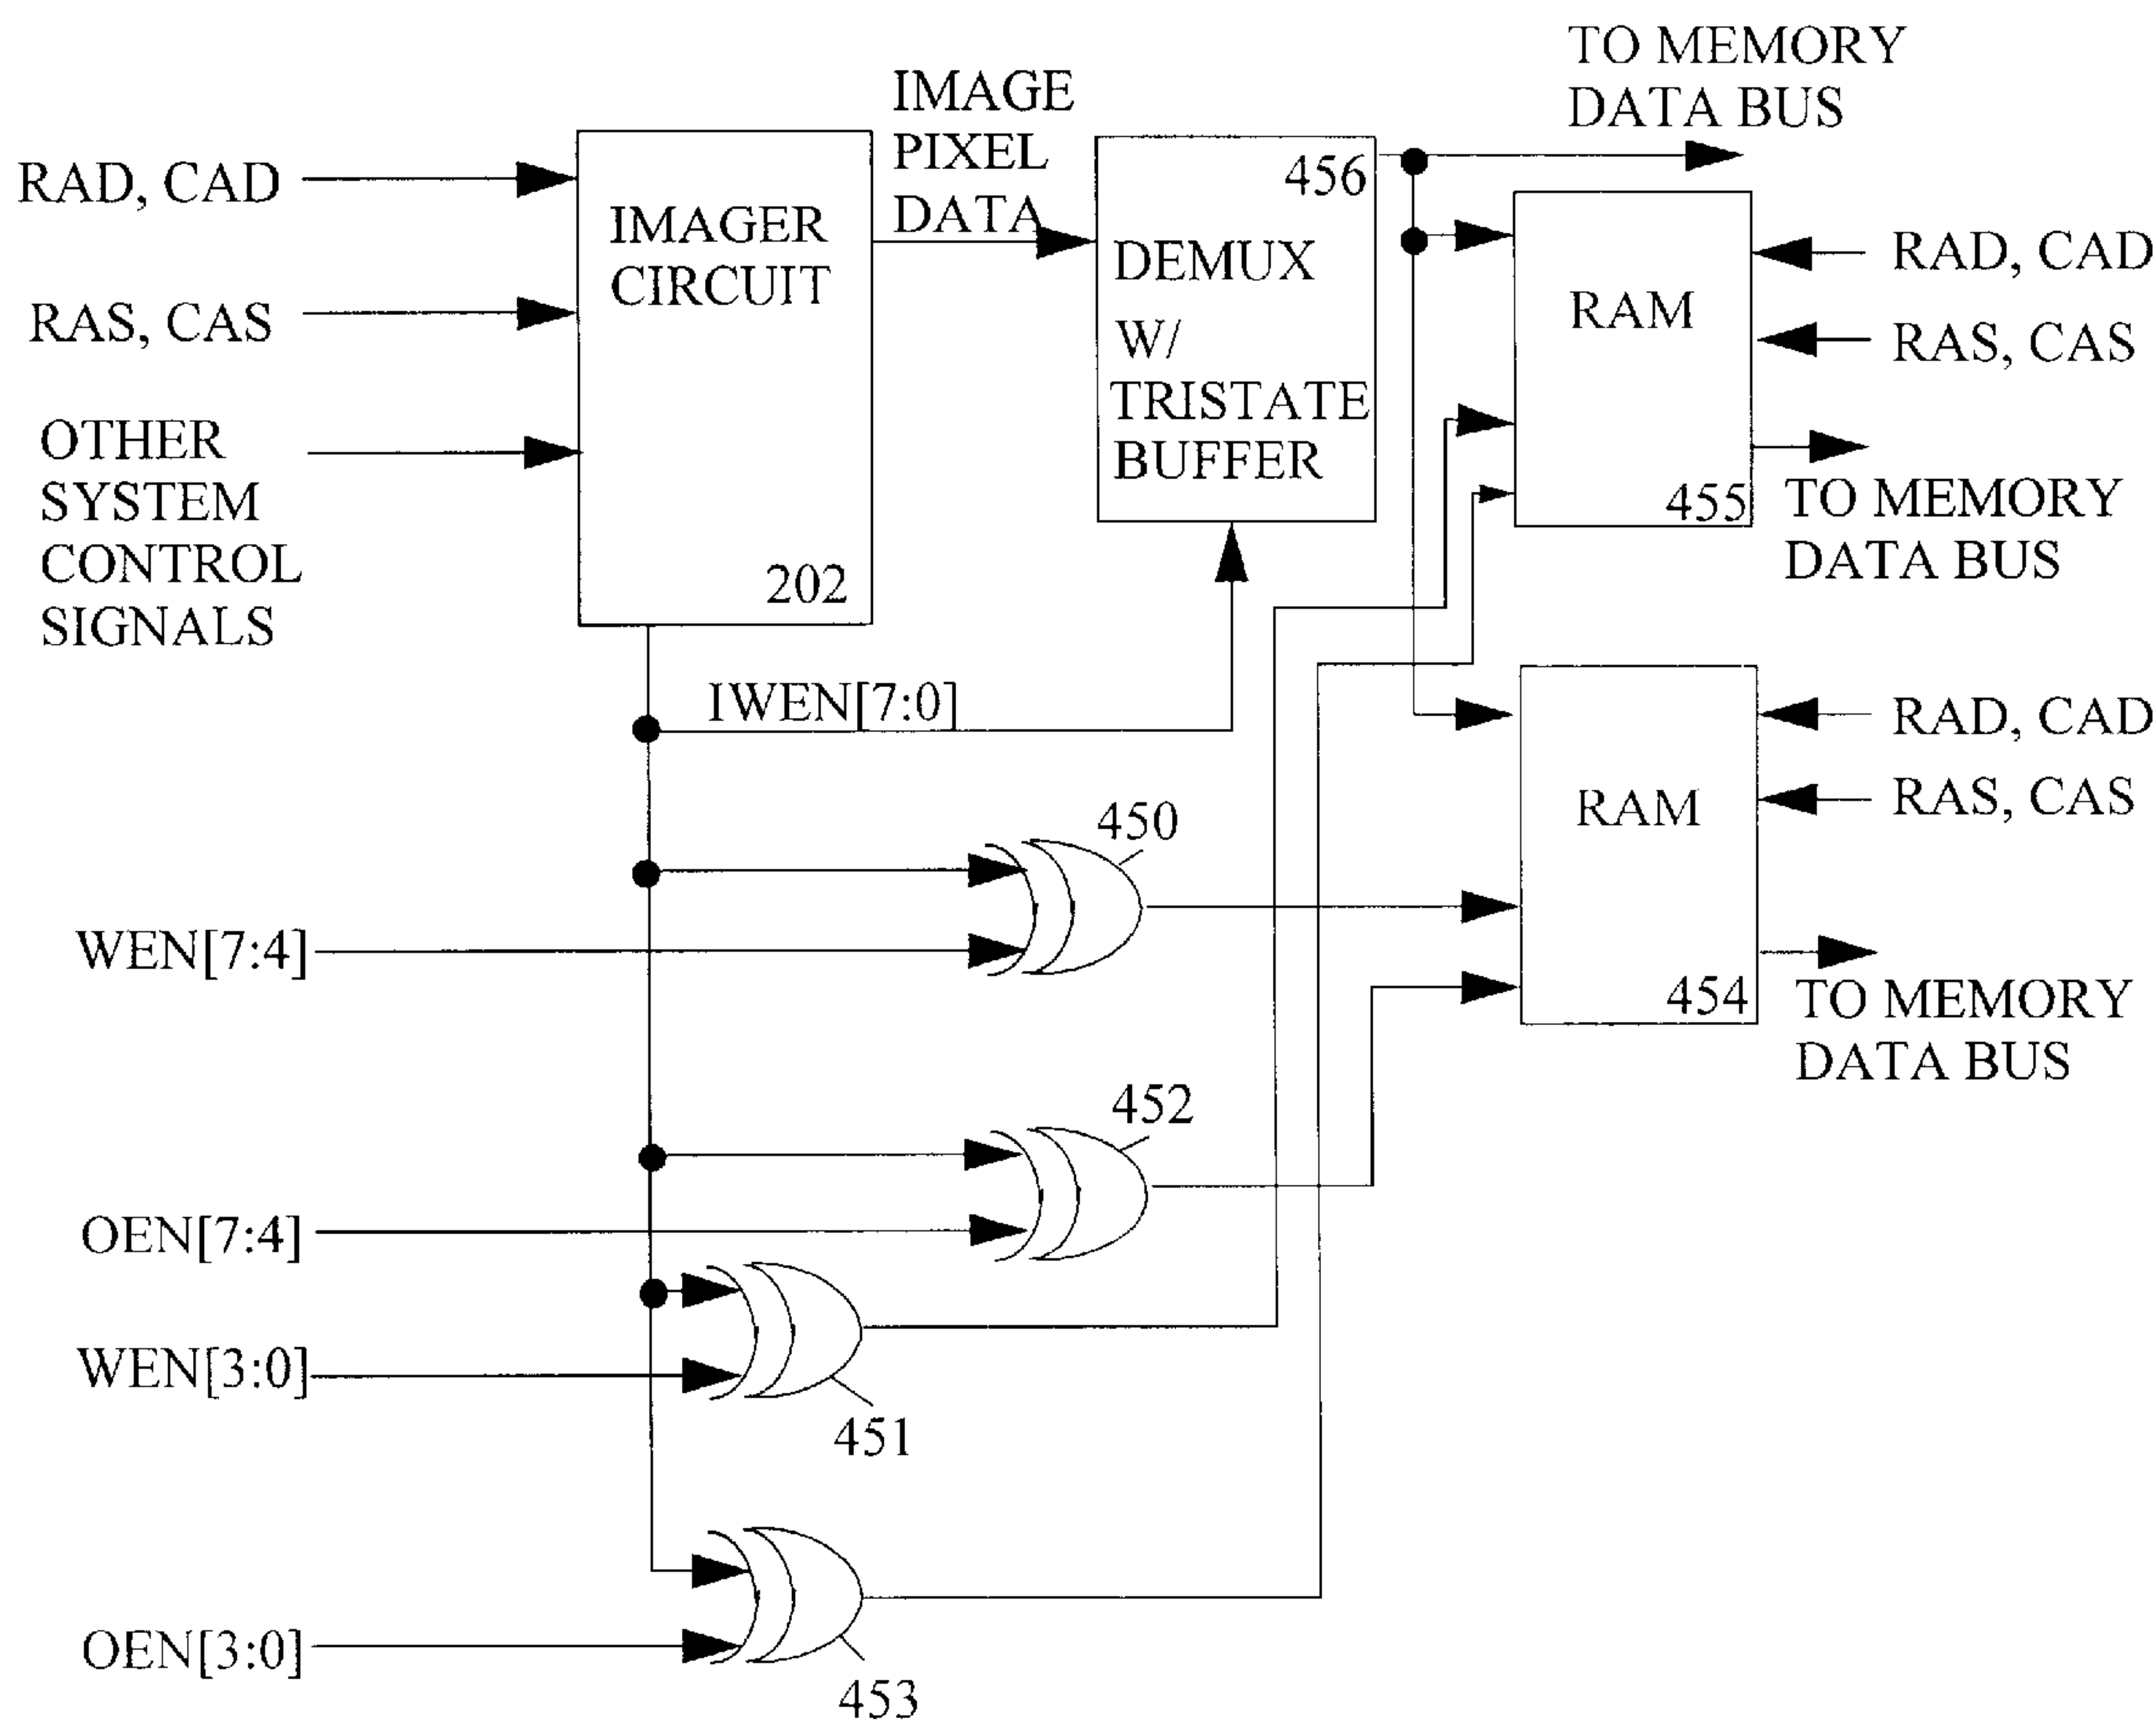 TO MEMORY
DATA BUS
IMAGE
PIXEL
DATA
RAD, CAD
RAS, CAS
OTHER
SYSTEM
CONTROL
SIGNALS
IMAGER
CIRCUIT
202
456
DEMUX
W/
TRISTATE
BUFFER
RAM
455
RAD, CAD
RAS, CAS
TO MEMORY
DATA BUS
IWEN[7:0]
RAM
454
RAD, CAD
RAS, CAS
TO MEMORY
DATA BUS
450
WEN[7:4]
452
OEN[7:4]
WEN[3:0]
451
OEN[3:0]
453